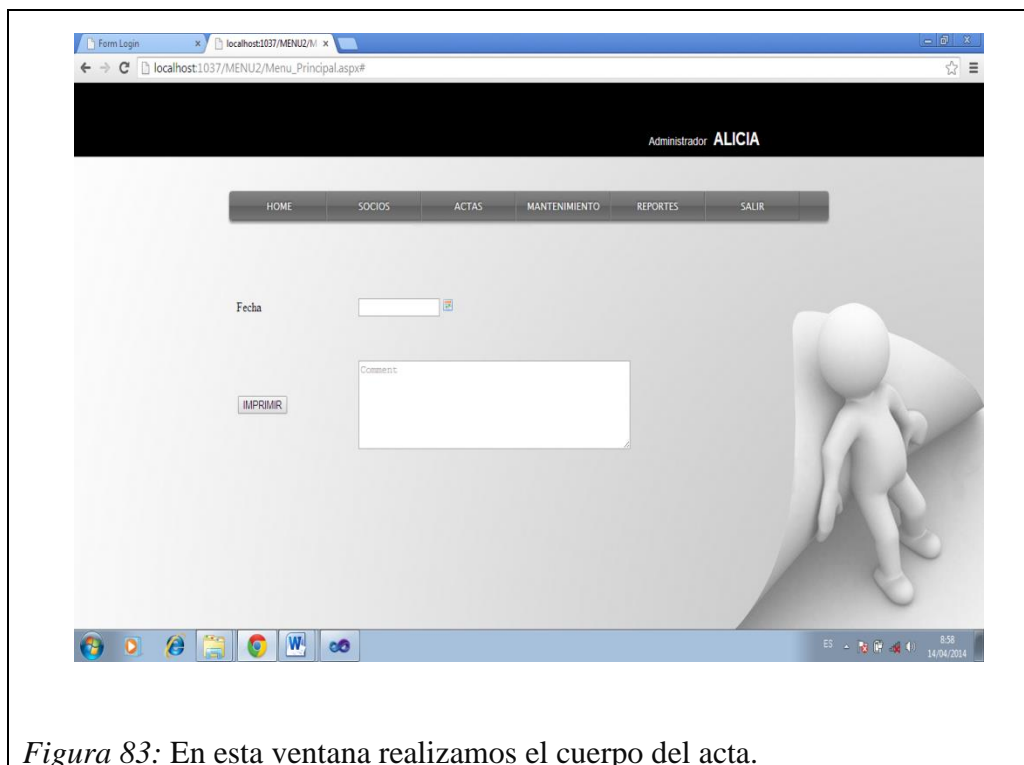 Form Login
localhost:1037/MENU2/M
localhost:1037/MENU2/Menu_Principal.aspx#
Administrador ALICIA
HOME SOCIOS ACTAS MANTENIMIENTO REPORTES SALIR
Fecha
Comment
IMPRIMIR
ES
8:58
14/04/2014
Figura 83: En esta ventana realizamos el cuerpo del acta.